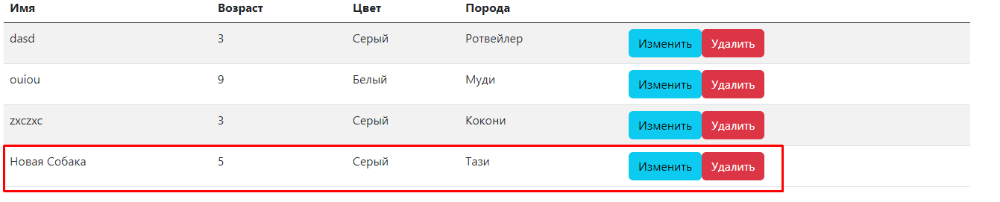 Имя Возраст Цвет Порода
dasd 3 Серый Ротвейлер Изменить Удалить
ouiou 9 Белый Муди Изменить Удалить
zxczxc 3 Серый Кокони Изменить Удалить
Новая Собака 5 Серый Тази Изменить Удалить